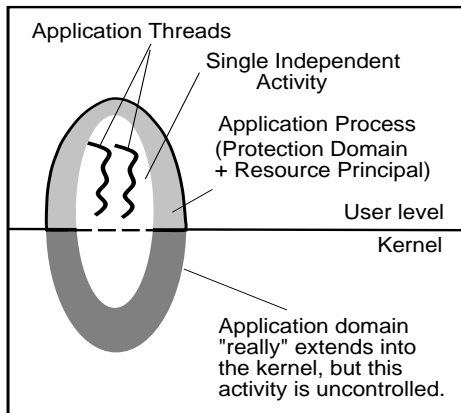 Application Threads
Single Independent
Activity
Application Process
(Protection Domain
+ Resource Principal)
User level
Kernel
Application domain
"really" extends into
the kernel, but this
activity is uncontrolled.